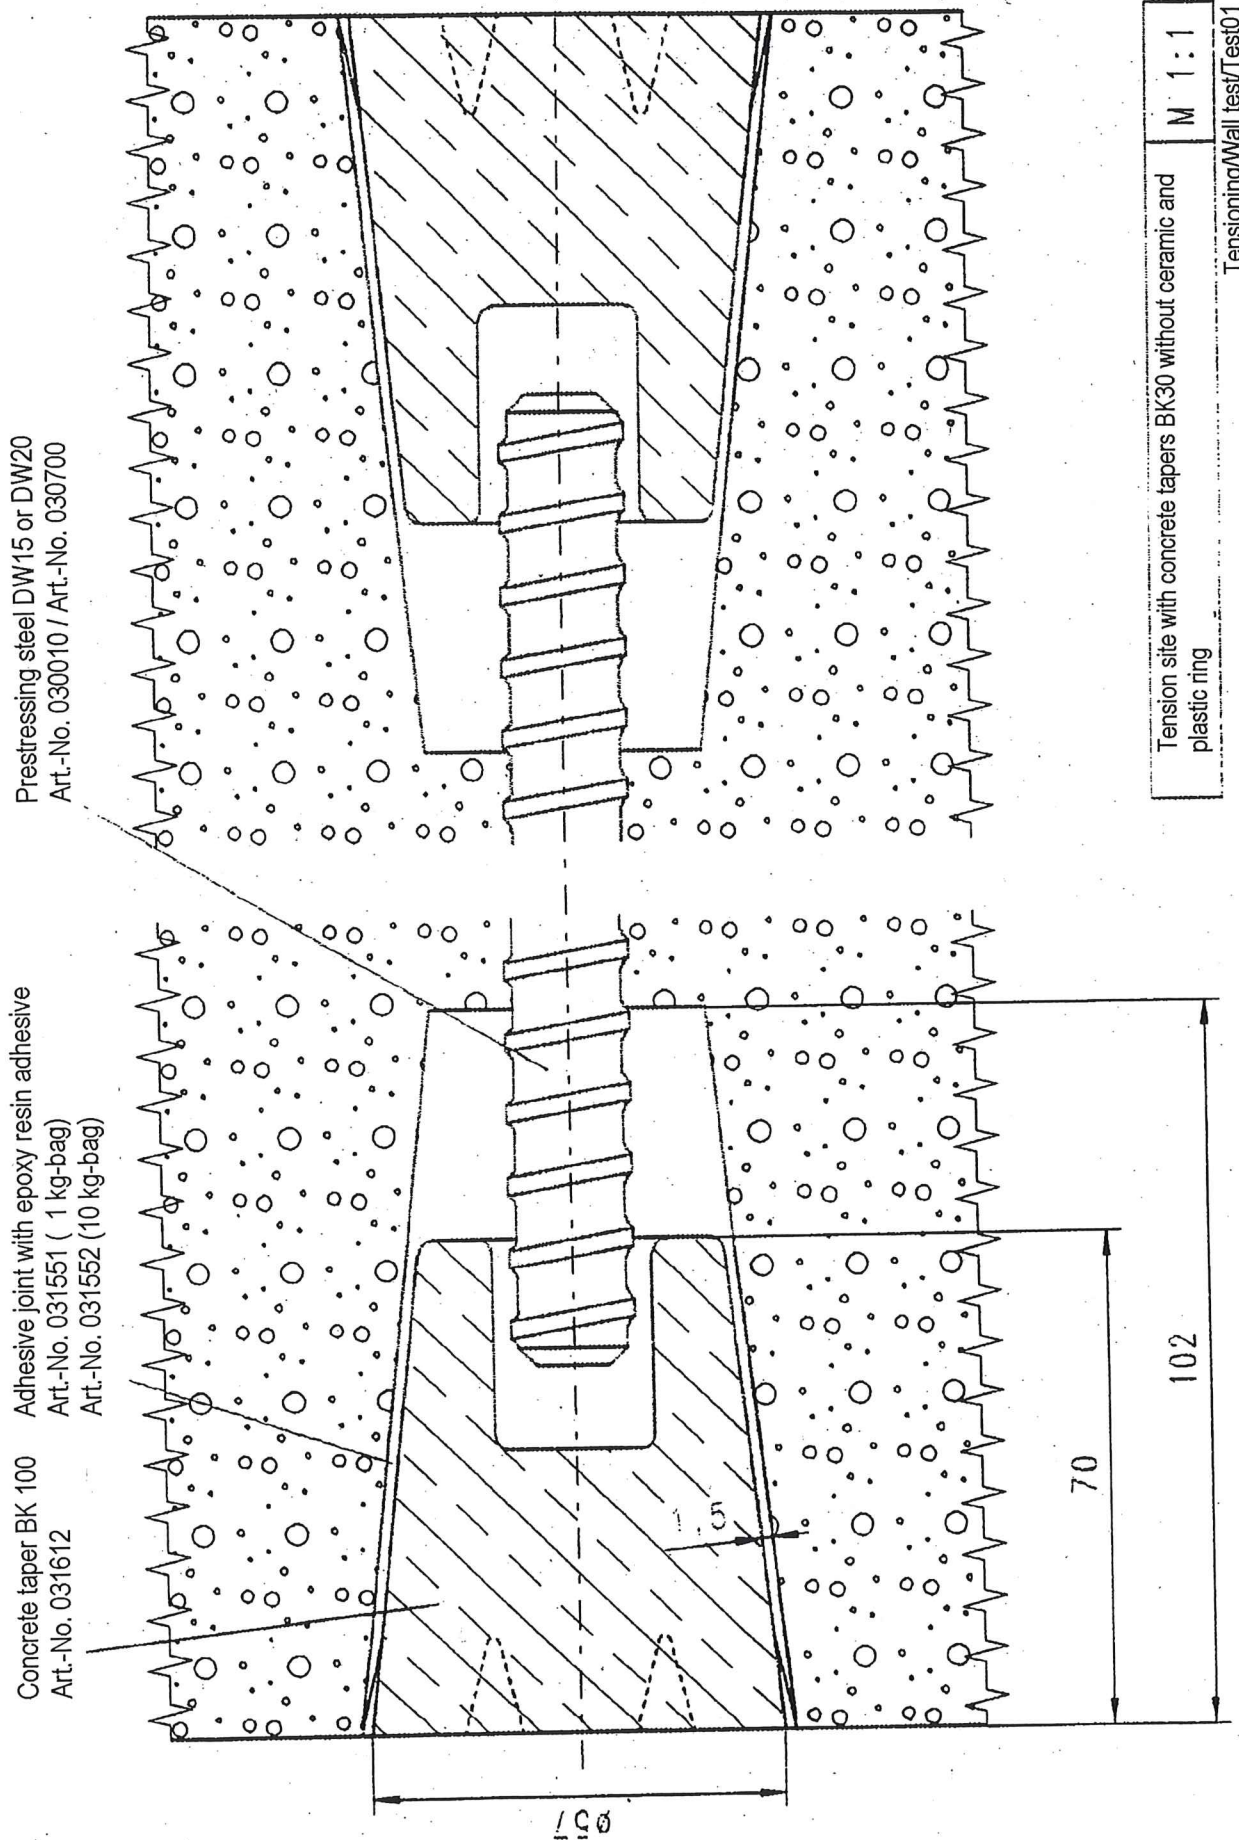 Concrete taper BK 100
Art.-No. 031612
Adhesive joint with epoxy resin adhesive
Art.-No. 031551 ( 1 kg-bag)
Art.-No. 031552 (10 kg-bag)
Prestressing steel DW15 or DW20
Art.-No. 030010 / Art.-No. 030700
1,5
ø57
70
102
Tension site with concrete tapers BK30 without ceramic and
plastic ring
M 1:1
Tensioning/Wall test/Test01